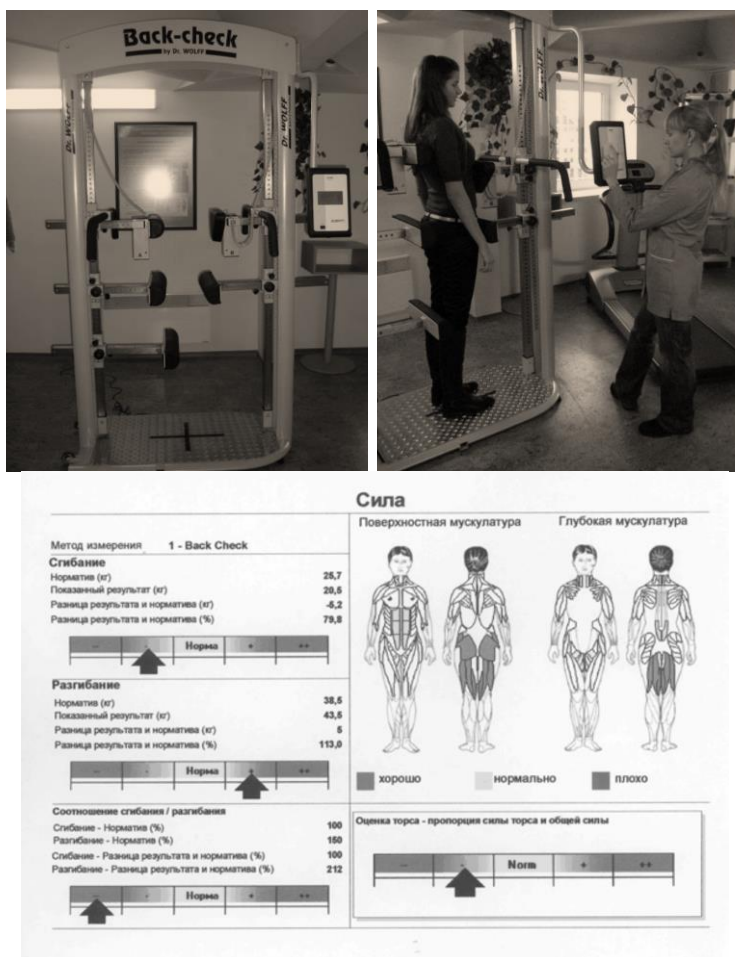 Back-check
by Dr. WOLFF
Dr. WOLFF
Dr. WOLFF
Dr. WOLFF
Сила
Метод измерения 1 - Back Check
Сгибание
Норматив (кг) 25,7
Показанный результат (кг) 20,5
Разница результата и норматива (кг) -5,2
Разница результата и норматива (%) 79,8
-- - Норма + ++
Разгибание
Норматив (кг) 38,5
Показанный результат (кг) 43,5
Разница результата и норматива (кг) 5
Разница результата и норматива (%) 113,0
-- - Норма + ++
Соотношение сгибания / разгибания
Сгибание - Норматив (%) 100
Разгибание - Норматив (%) 150
Сгибание - Разница результата и норматива (%) 100
Разгибание - Разница результата и норматива (%) 212
-- - Норма + ++
Поверхностная мускулатура Глубокая мускулатура
хорошо нормально плохо
Оценка торса - пропорция силы торса и общей силы
-- - Norm + ++